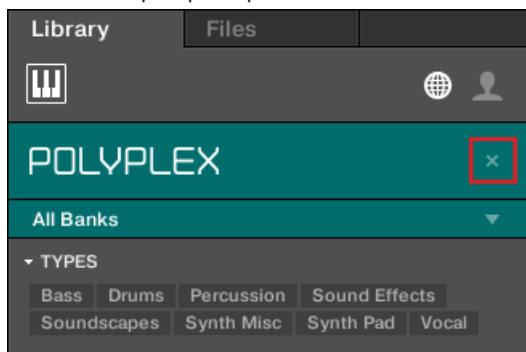 Library Files
POLYPLEX ×
All Banks
TYPES
Bass Drums Percussion Sound Effects
Soundscapes Synth Misc Synth Pad Vocal